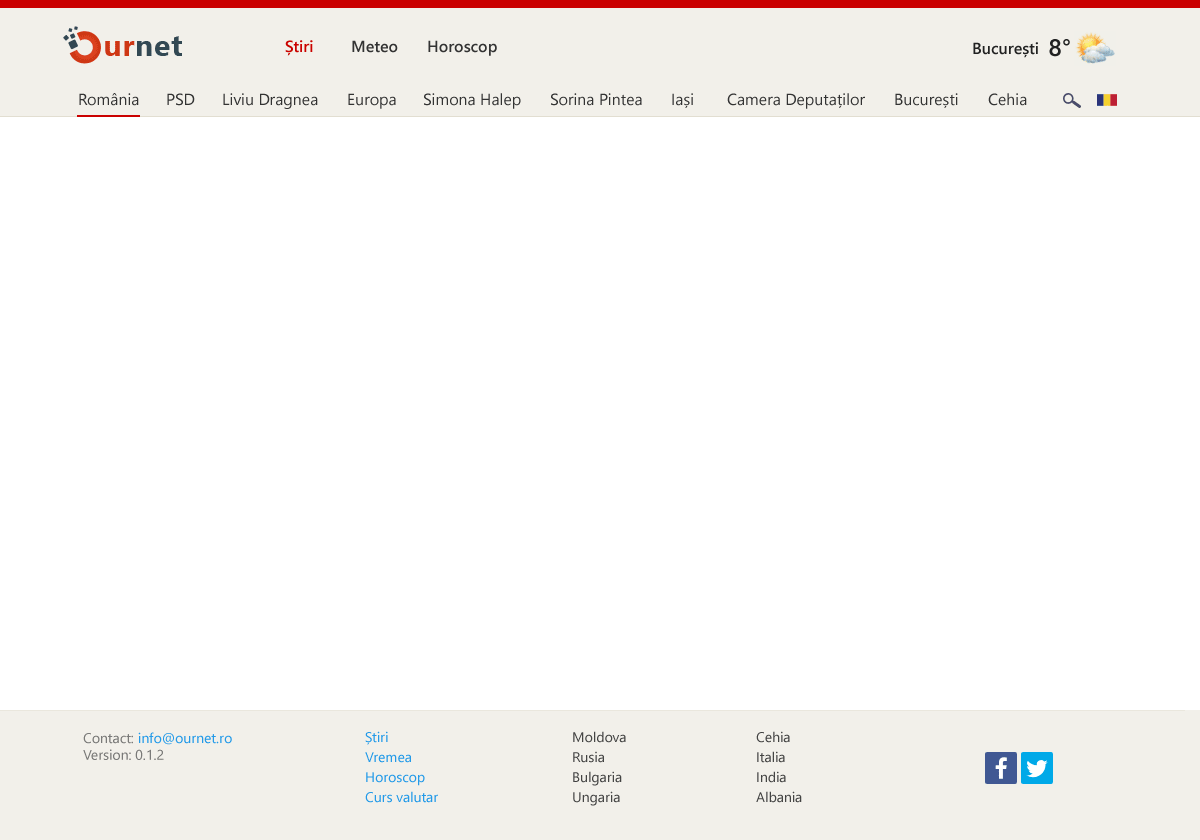 Ournet
Știri Meteo Horoscop
București 8°
România PSD Liviu Dragnea Europa Simona Halep Sorina Pintea Iași Camera Deputaților București Cehia
Contact: info@ournet.ro
Version: 0.1.2
Știri
Vremea
Horoscop
Curs valutar
Moldova
Rusia
Bulgaria
Ungaria
Cehia
Italia
India
Albania